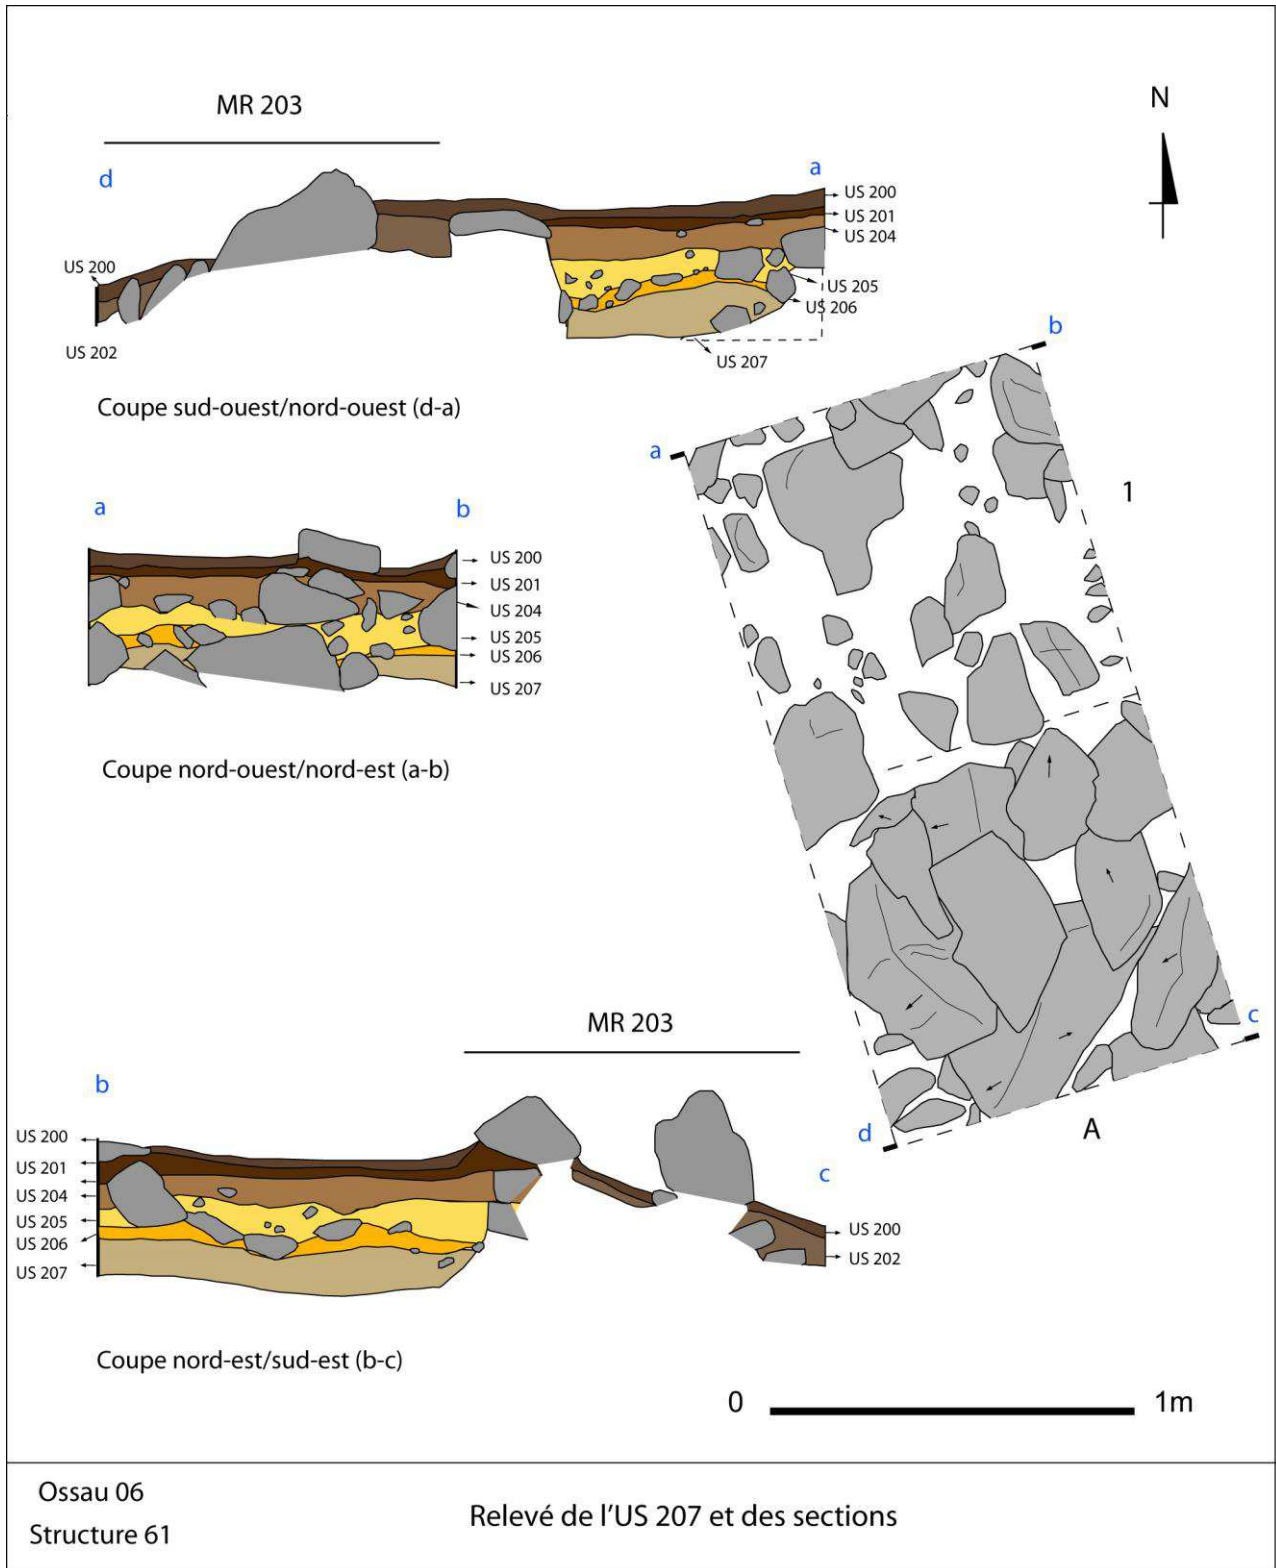 MR 203
N
d
a
US 200
US 201
US 204
US 200
US 205
US 206
US 202
US 207
Coupe sud-ouest/nord-ouest (d-a)
b
a
1
a
b
US 200
US 201
US 204
US 205
US 206
US 207
Coupe nord-ouest/nord-est (a-b)
MR 203
c
b
A
d
US 200
US 201
c
US 204
US 205
US 200
US 206
US 202
US 207
Coupe nord-est/sud-est (b-c)
0 1m
Ossau 06
Structure 61
Relevé de l'US 207 et des sections